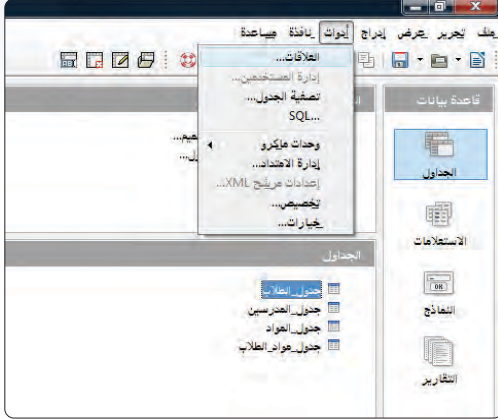 ملف تحرير عرض إدراج أدوات نافذة مساعدة
العلاقات...
إدارة المستخدمين...
تصفية الجدول...
SQL...
وحدات ماكرو
إدارة الامتداد...
إعدادات مرشح XML...
تخصيص...
خيارات...
قاعدة بيانات
الجداول
الاستعلامات
النماذج
التقارير
الجداول
جدول_الطلاب
جدول_المدرسين
جدول_المواد
جدول_مواد_الطلاب